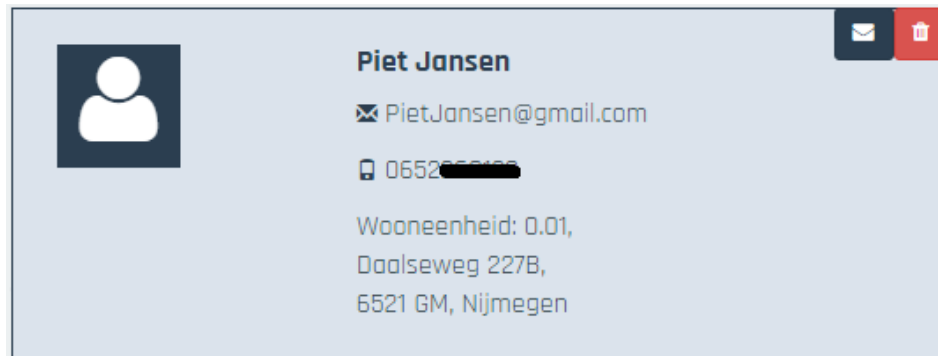 Piet Jansen
PietJansen@gmail.com
0652
Wooneenheid: 0.01,
Daalseweg 227B,
6521 GM, Nijmegen